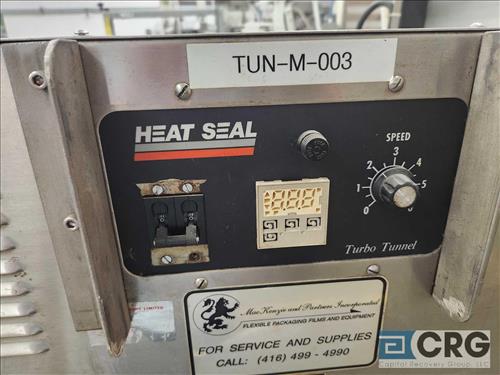 TUN-M-003
HEAT SEAL
SPEED
3
2
4
1
5
0
Turbo Tunnel
MacKenzie and Partners Incorporated
FLEXIBLE PACKAGING FILMS AND EQUIPMENT
FOR SERVICE AND SUPPLIES
CALL: (416) 499 - 4990
LIMITED
CRG
Capital Recovery Group, LLC